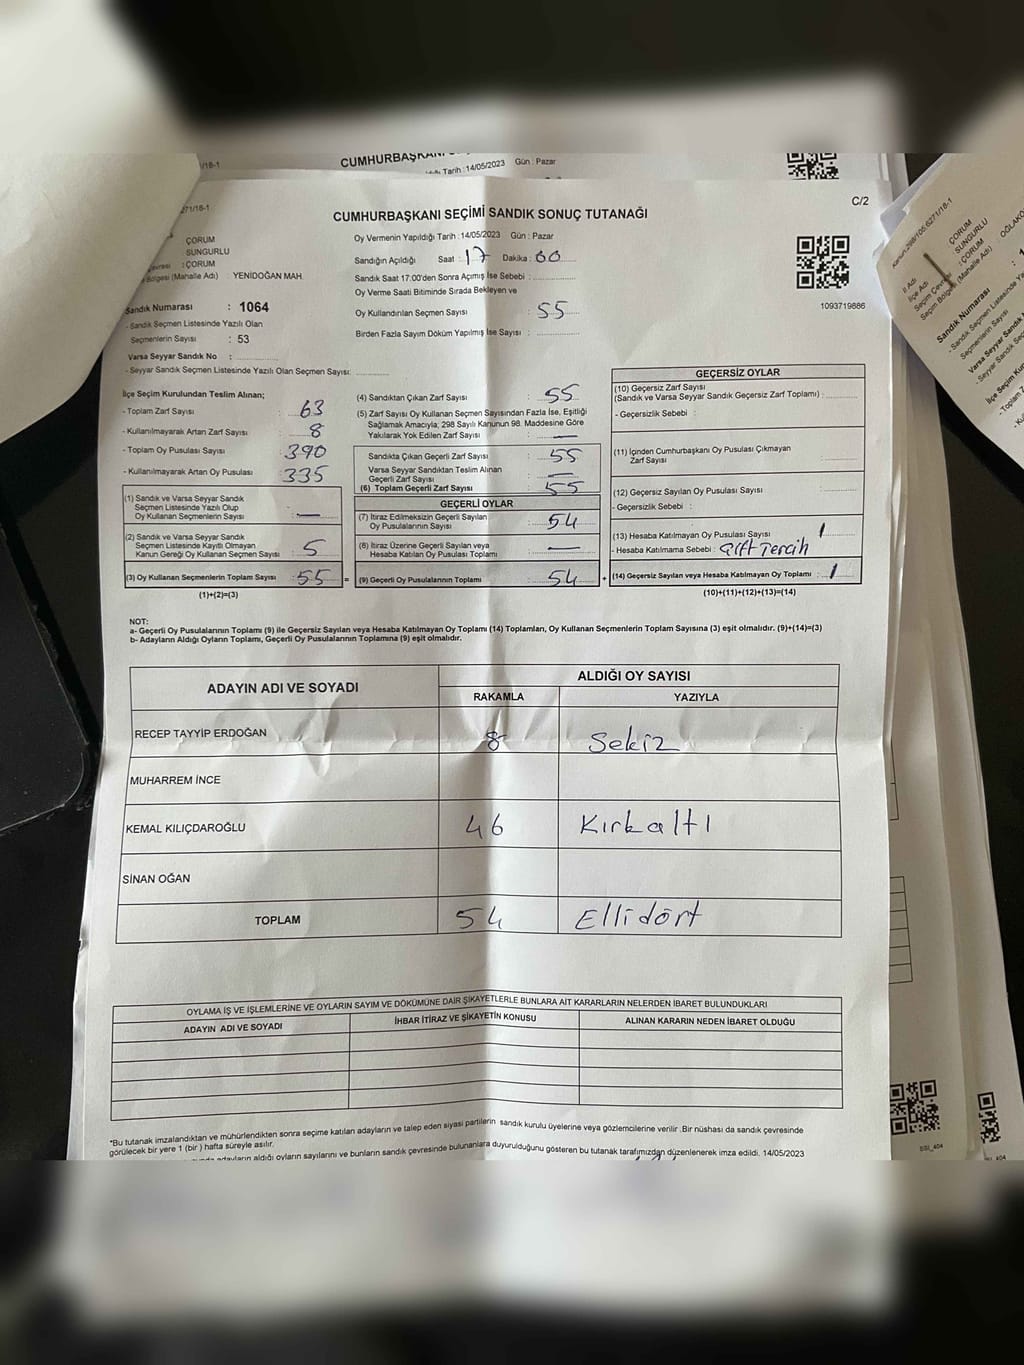 /18-1
CUMHURBAŞKANI
Tarih :14/05/2023 Gün : Pazar
271/18-1
C/2
CUMHURBAŞKANI SEÇİMİ SANDIK SONUÇ TUTANAĞI
ÇORUM
SUNGURLU
: ÇORUM
Bölgesi (Mahalle Adı) : YENİDOĞAN MAH.
Sandık Numarası : 1064
- Sandık Seçmen Listesinde Yazılı Olan
Seçmenlerin Sayısı : 53
Varsa Seyyar Sandık No :
- Seyyar Sandık Seçmen Listesinde Yazılı Olan Seçmen Sayısı:
Oy Vermenin Yapıldığı Tarih :14/05/2023 Gün : Pazar
Sandığın Açıldığı Saat : 17 Dakika : 00
Sandık Saat 17:00'den Sonra Açımış İse Sebebi :
Oy Verme Saati Bitiminde Sırada Bekleyen ve
Oy Kullandırılan Seçmen Sayısı : 55
Birden Fazla Sayım Döküm Yapılmış İse Sayısı :
1093719886
İlçe Seçim Kurulundan Teslim Alınan;
- Toplam Zarf Sayısı : 63
- Kullanılmayarak Artan Zarf Sayısı : 8
- Toplam Oy Pusulası Sayısı : 390
- Kullanılmayarak Artan Oy Pusulası : 335
(1) Sandık ve Varsa Seyyar Sandık
Seçmen Listesinde Yazılı Olup
Oy Kullanan Seçmenlerin Sayısı : —
(2) Sandık ve Varsa Seyyar Sandık
Seçmen Listesinde Kayıtlı Olmayan
Kanun Gereği Oy Kullanan Seçmen Sayısı : 5
(3) Oy Kullanan Seçmenlerin Toplam Sayısı : 55 =
(1)+(2)=(3)
(4) Sandıktan Çıkan Zarf Sayısı : 55
(5) Zarf Sayısı Oy Kullanan Seçmen Sayısından Fazla İse, Eşitliği
Sağlamak Amacıyla, 298 Sayılı Kanunun 98. Maddesine Göre
Yakılarak Yok Edilen Zarf Sayısı : —
Sandıkta Çıkan Geçerli Zarf Sayısı : 55
Varsa Seyyar Sandıktan Teslim Alınan
Geçerli Zarf Sayısı :
(6) Toplam Geçerli Zarf Sayısı : 55
GEÇERLİ OYLAR
(7) İtiraz Edilmeksizin Geçerli Sayılan
Oy Pusulalarının Sayısı : 54
(8) İtiraz Üzerine Geçerli Sayılan veya
Hesaba Katılan Oy Pusulası Toplamı : —
(9) Geçerli Oy Pusulalarının Toplamı : 54 +
GEÇERSİZ OYLAR
(10) Geçersiz Zarf Sayısı
(Sandık ve Varsa Seyyar Sandık Geçersiz Zarf Toplamı) :
- Geçersizlik Sebebi :
(11) İçinden Cumhurbaşkanı Oy Pusulası Çıkmayan
Zarf Sayısı :
(12) Geçersiz Sayılan Oy Pusulası Sayısı :
- Geçersizlik Sebebi :
(13) Hesaba Katılmayan Oy Pusulası Sayısı : 1
- Hesaba Katılmama Sebebi : Çift Tercih
(14) Geçersiz Sayılan veya Hesaba Katılmayan Oy Toplamı : 1
(10)+(11)+(12)+(13)=(14)
NOT:
a- Geçerli Oy Pusulalarının Toplamı (9) ile Geçersiz Sayılan veya Hesaba Katılmayan Oy Toplamı (14) Toplamları, Oy Kullanan Seçmenlerin Toplam Sayısına (3) eşit olmalıdır. (9)+(14)=(3)
b- Adayların Aldığı Oyların Toplamı, Geçerli Oy Pusulalarının Toplamına (9) eşit olmalıdır.
ADAYIN ADI VE SOYADI
ALDIĞI OY SAYISI
RAKAMLA YAZIYLA
RECEP TAYYİP ERDOĞAN 8 Sekiz
MUHARREM İNCE
KEMAL KILIÇDAROĞLU 46 Kırkaltı
SİNAN OĞAN
TOPLAM 54 Ellidört
OYLAMA İŞ VE İŞLEMLERİNE VE OYLARIN SAYIM VE DÖKÜMÜNE DAİR ŞİKAYETLERLE BUNLARA AİT KARARLARIN NELERDEN İBARET BULUNDUKLARI
ADAYIN ADI VE SOYADI İHBAR İTİRAZ VE ŞİKAYETİN KONUSU ALINAN KARARIN NEDEN İBARET OLDUĞU
*Bu tutanak imzalandıktan ve mühürlendikten sonra seçime katılan adayların ve talep eden siyasi partilerin sandık kurulu üyelerine veya gözlemcilerine verilir .Bir nüshası da sandık çevresinde
görülecek bir yere 1 (bir ) hafta süreyle asılır.
adayların aldığı oyların sayılarını ve bunların sandık çevresinde bulunanlara duyurulduğunu gösteren bu tutanak tarafımızdan düzenlenerek imza edildi. 14/05/2023
İl Adı ÇORUM
İlçe Adı SUNGURLU
Seçim Çevresi :ÇORUM
Seçim Bölgesi (Mahalle Adı)
Sandık Numarası